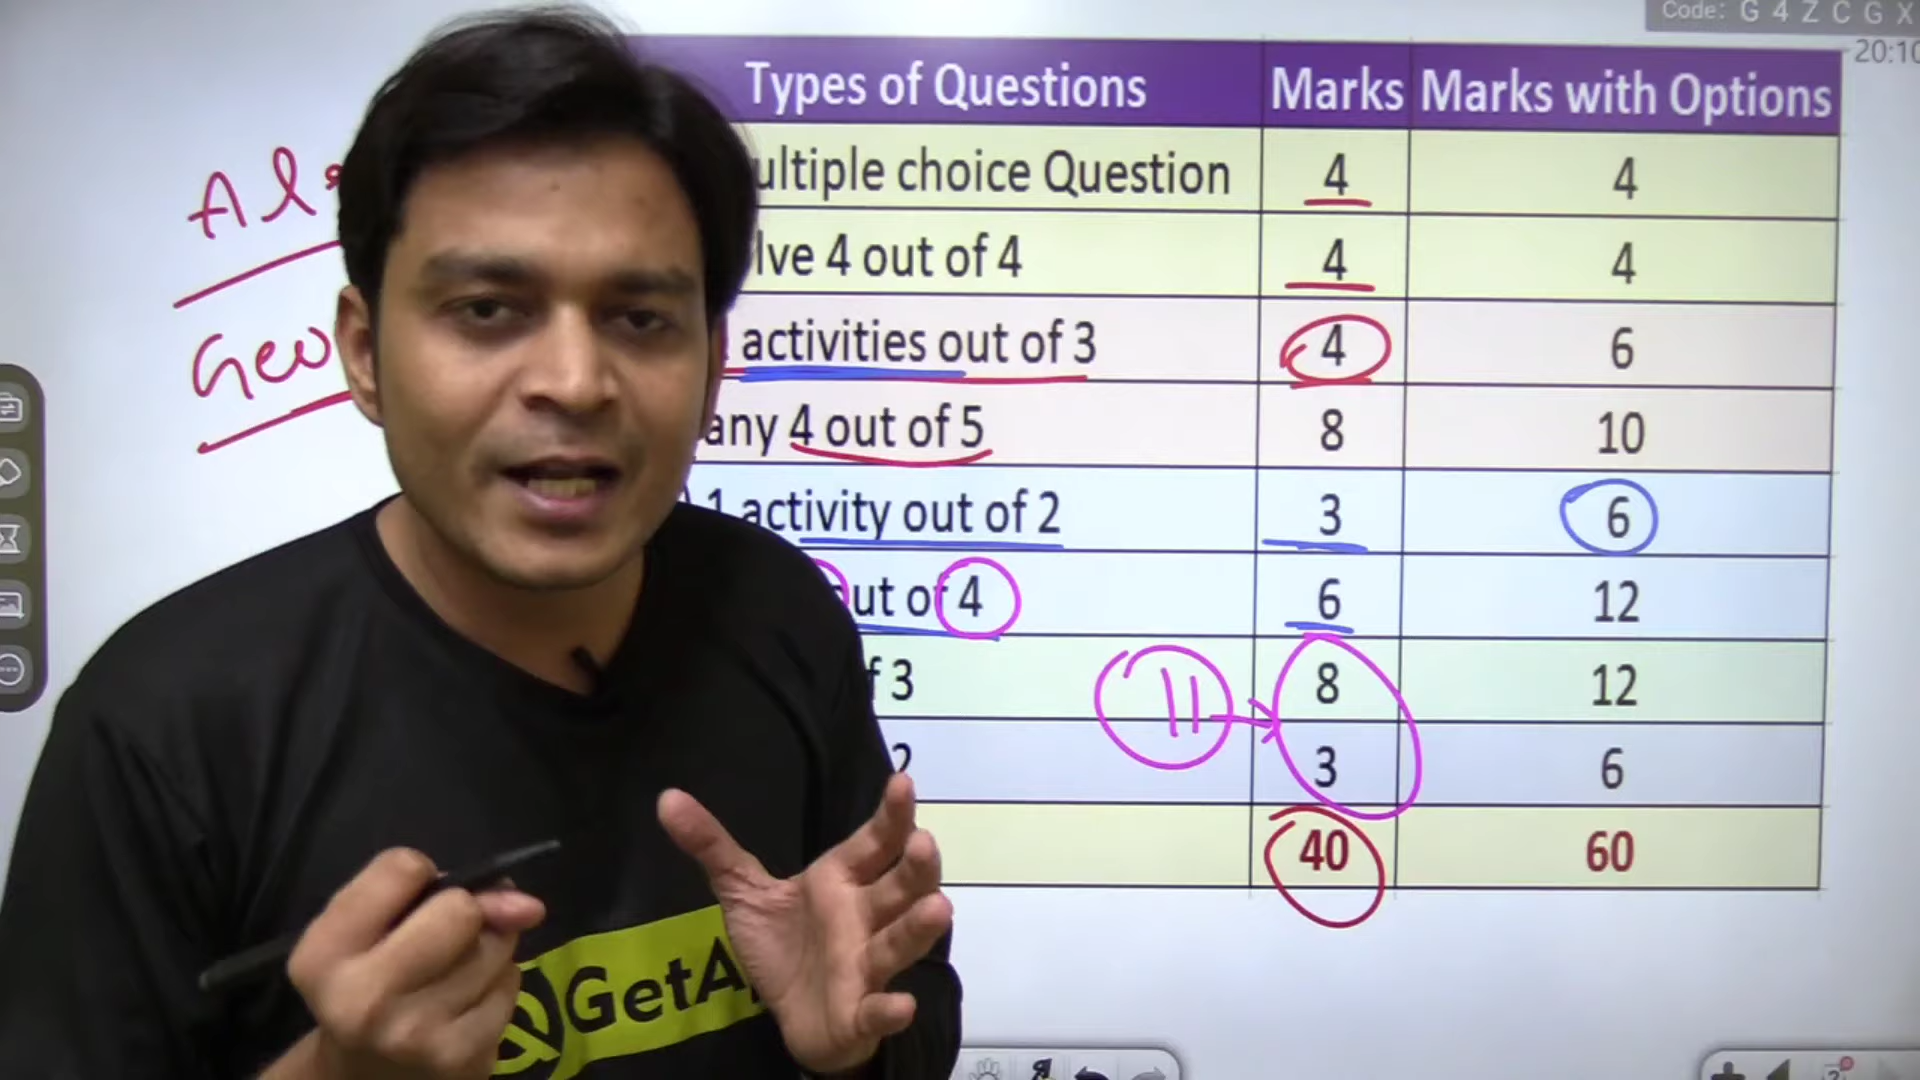 Code: G 4 Z C G X
20:10
Types of Questions Marks Marks with Options
ultiple choice Question 4 4
lve 4 out of 4 4 4
activities out of 3 4 6
any 4 out of 5 8 10
1 activity out of 2 3 6
out of 4 6 12
f 3 8 12
2 3 6
40 60
Al
Geo
11
GetA